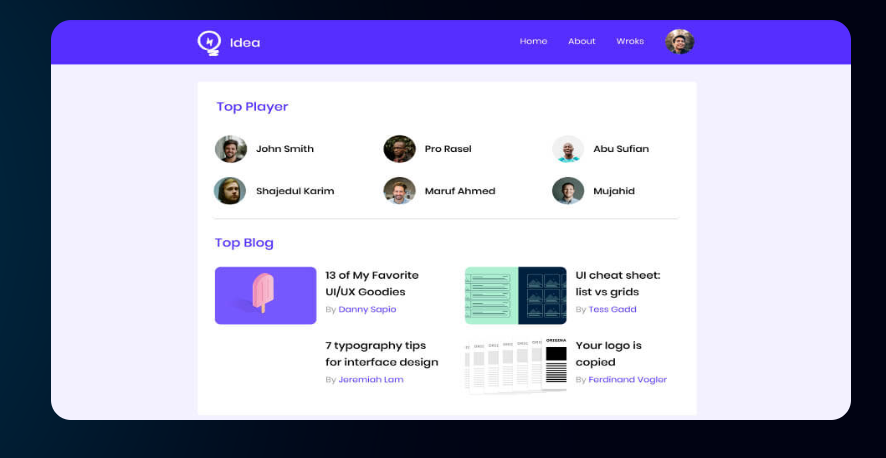 Idea
Home About Wroks
Top Player
John Smith Pro Rasel Abu Sufian
Shajedul Karim Maruf Ahmed Mujahid
Top Blog
13 of My Favorite
UI/UX Goodies
By Danny Sapio
UI cheat sheet:
list vs grids
By Tess Gadd
7 typography tips
for interface design
By Jeremiah Lam
ORIGINA
Your logo is
copied
By Ferdinand Vogler